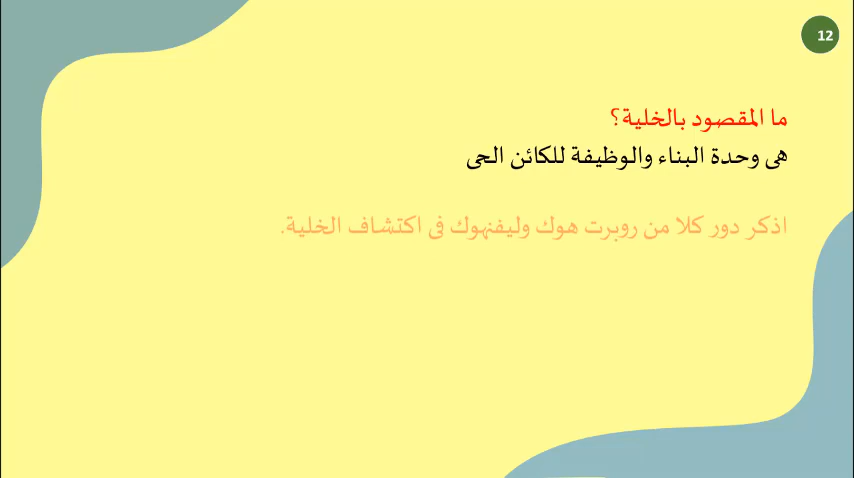 12
ما المقصود بالخلية؟
هى وحدة البناء والوظيفة للكائن الحى
اذكر دور كلا من روبرت هوك وليفنهوك فى اكتشاف الخلية.